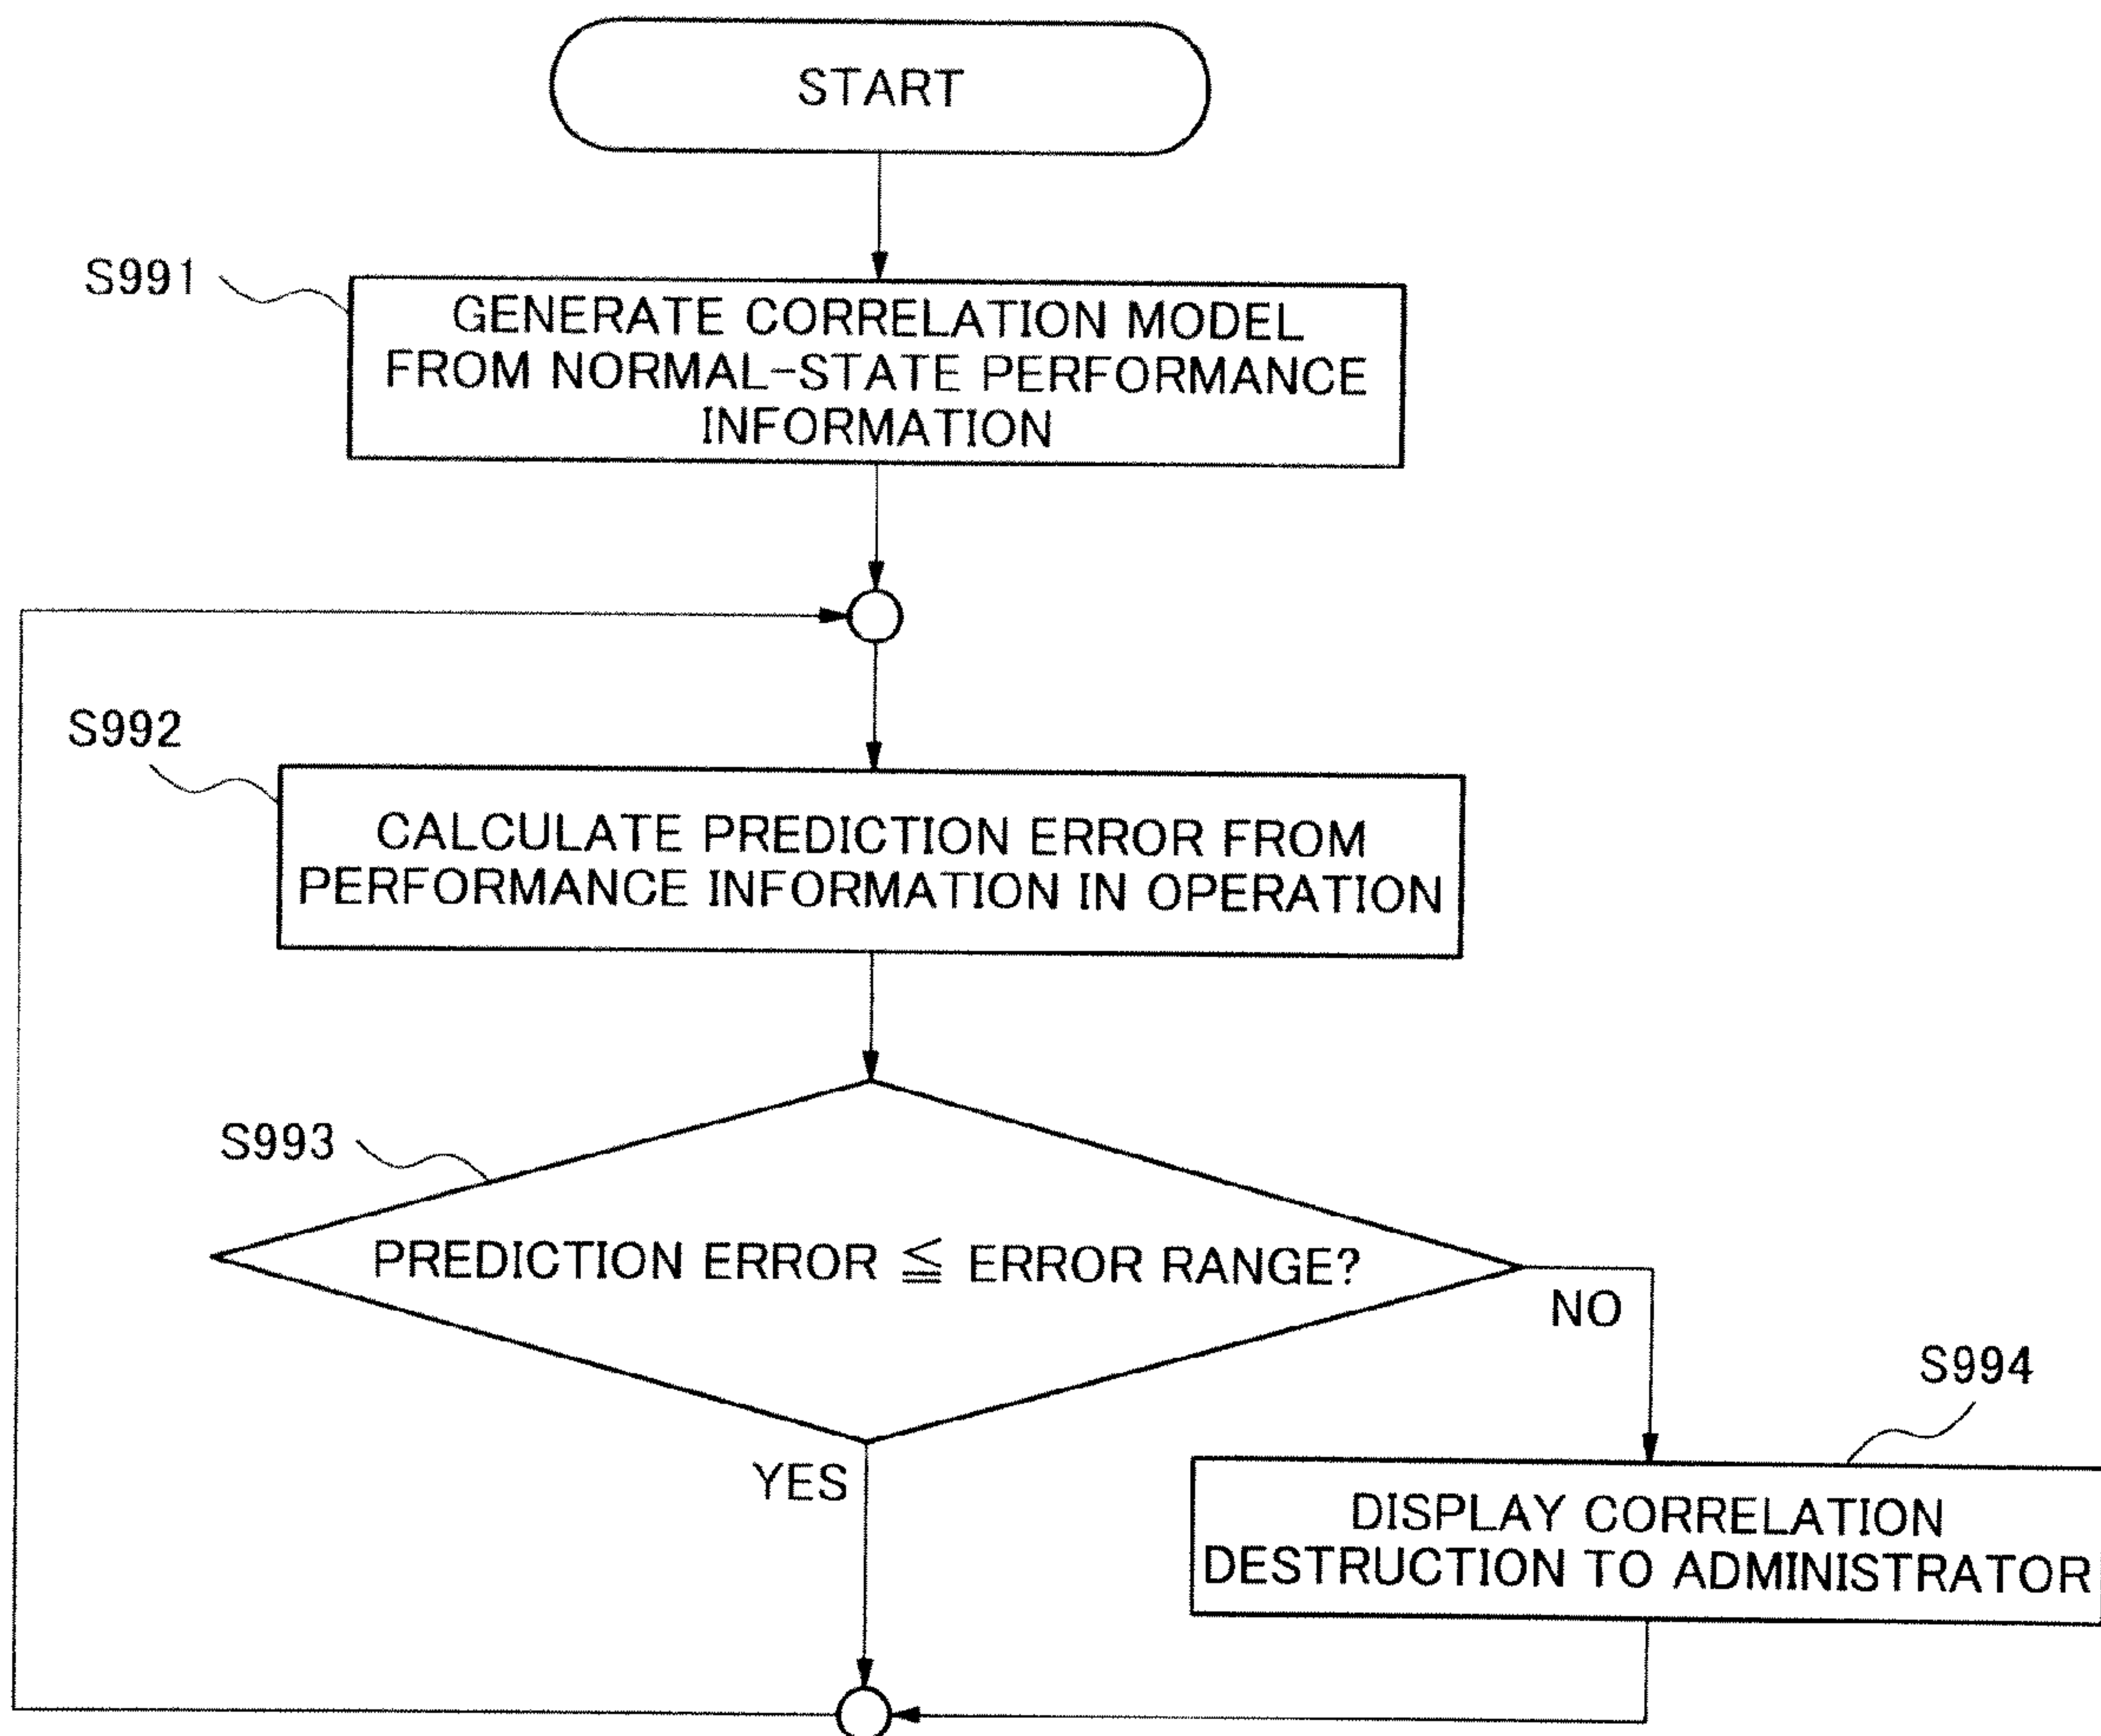 START
S991
GENERATE CORRELATION MODEL
FROM NORMAL-STATE PERFORMANCE
INFORMATION
S992
CALCULATE PREDICTION ERROR FROM
PERFORMANCE INFORMATION IN OPERATION
S993
PREDICTION ERROR ≦ ERROR RANGE?
NO
YES
S994
DISPLAY CORRELATION
DESTRUCTION TO ADMINISTRATOR